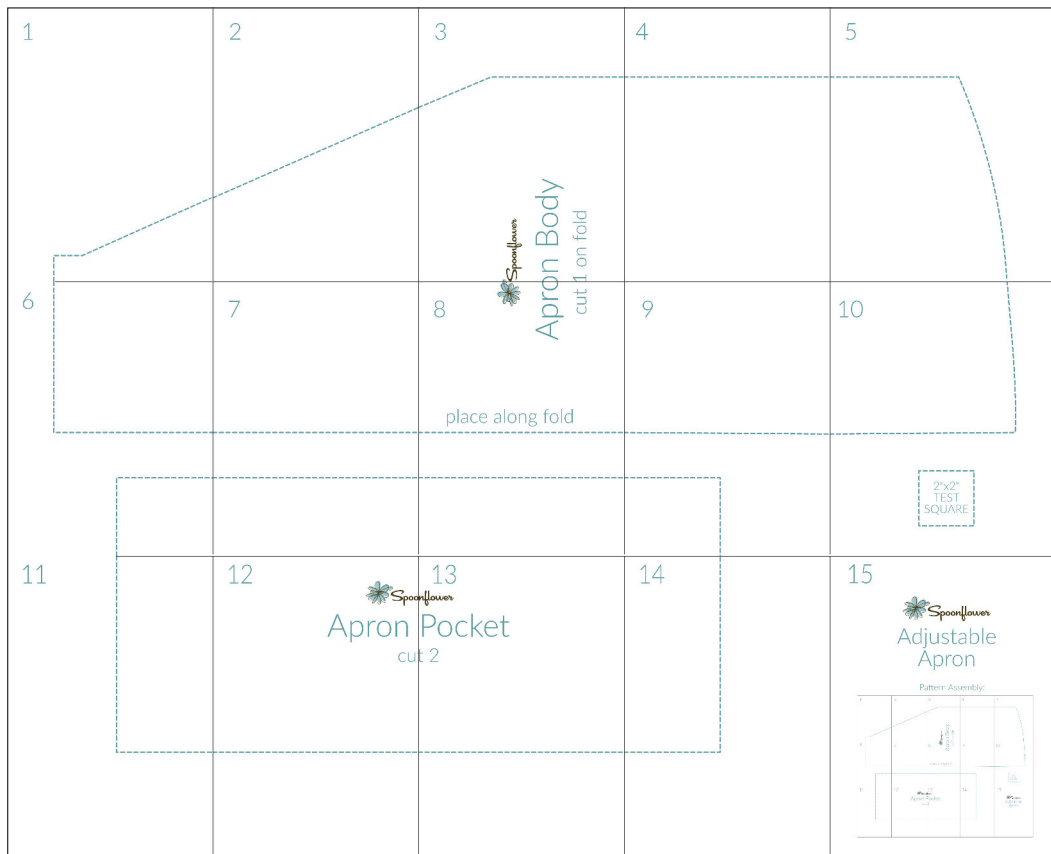 1
2
3
4
5
Spoonflower
Apron Body
cut 1 on fold
6
7
8
9
10
place along fold
2"x2"
TEST
SQUARE
11
12
13
14
15
Spoonflower
Apron Pocket
cut 2
Spoonflower
Adjustable
Apron
Pattern Assembly:
Apron Pocket